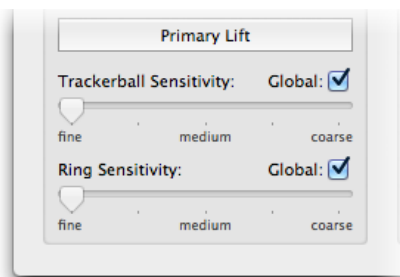 Primary Lift
Trackerball Sensitivity: Global:
fine medium coarse
Ring Sensitivity: Global:
fine medium coarse